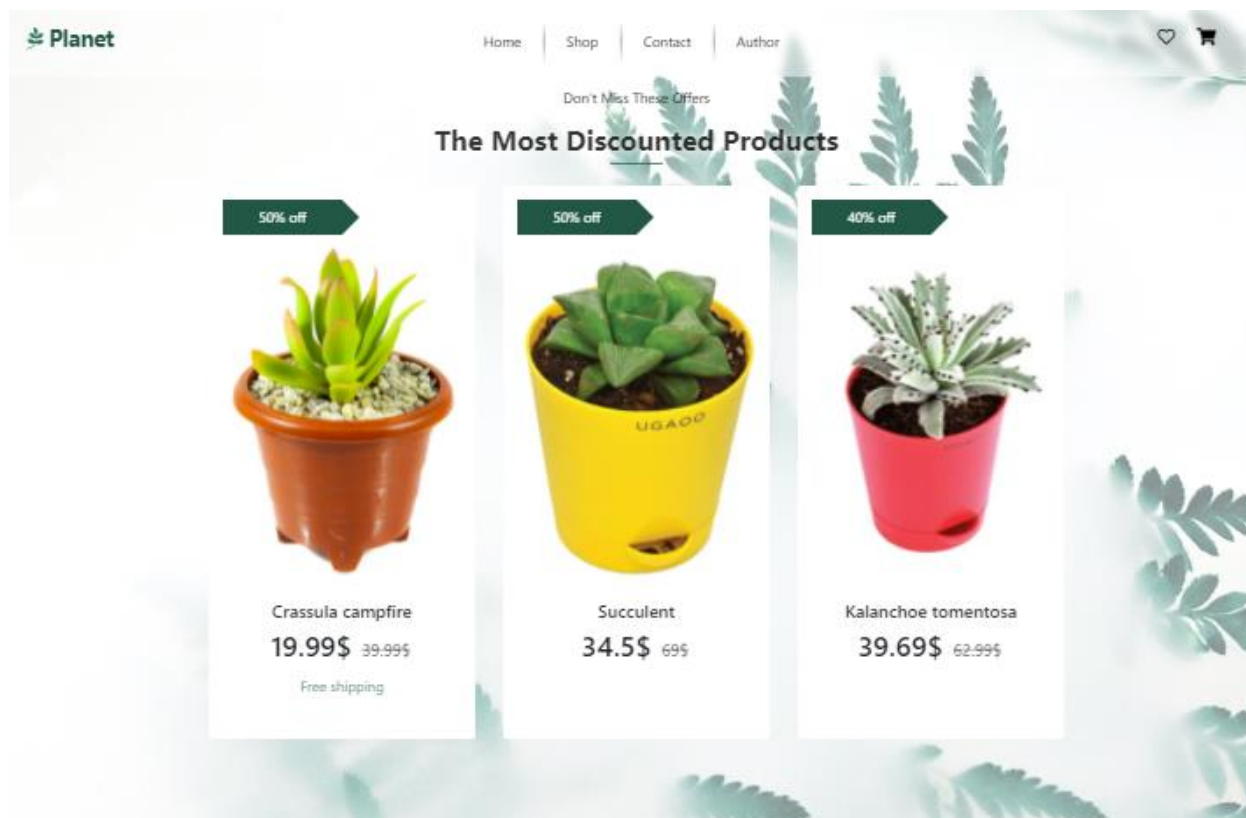 Planet
Home Shop Contact Author
Don't Miss These Offers
The Most Discounted Products
50% off
50% off
40% off
UGAOO
Crassula campfire
19.99$ 39.99$
Free shipping
Succulent
34.5$ 69$
Kalanchoe tomentosa
39.69$ 62.99$